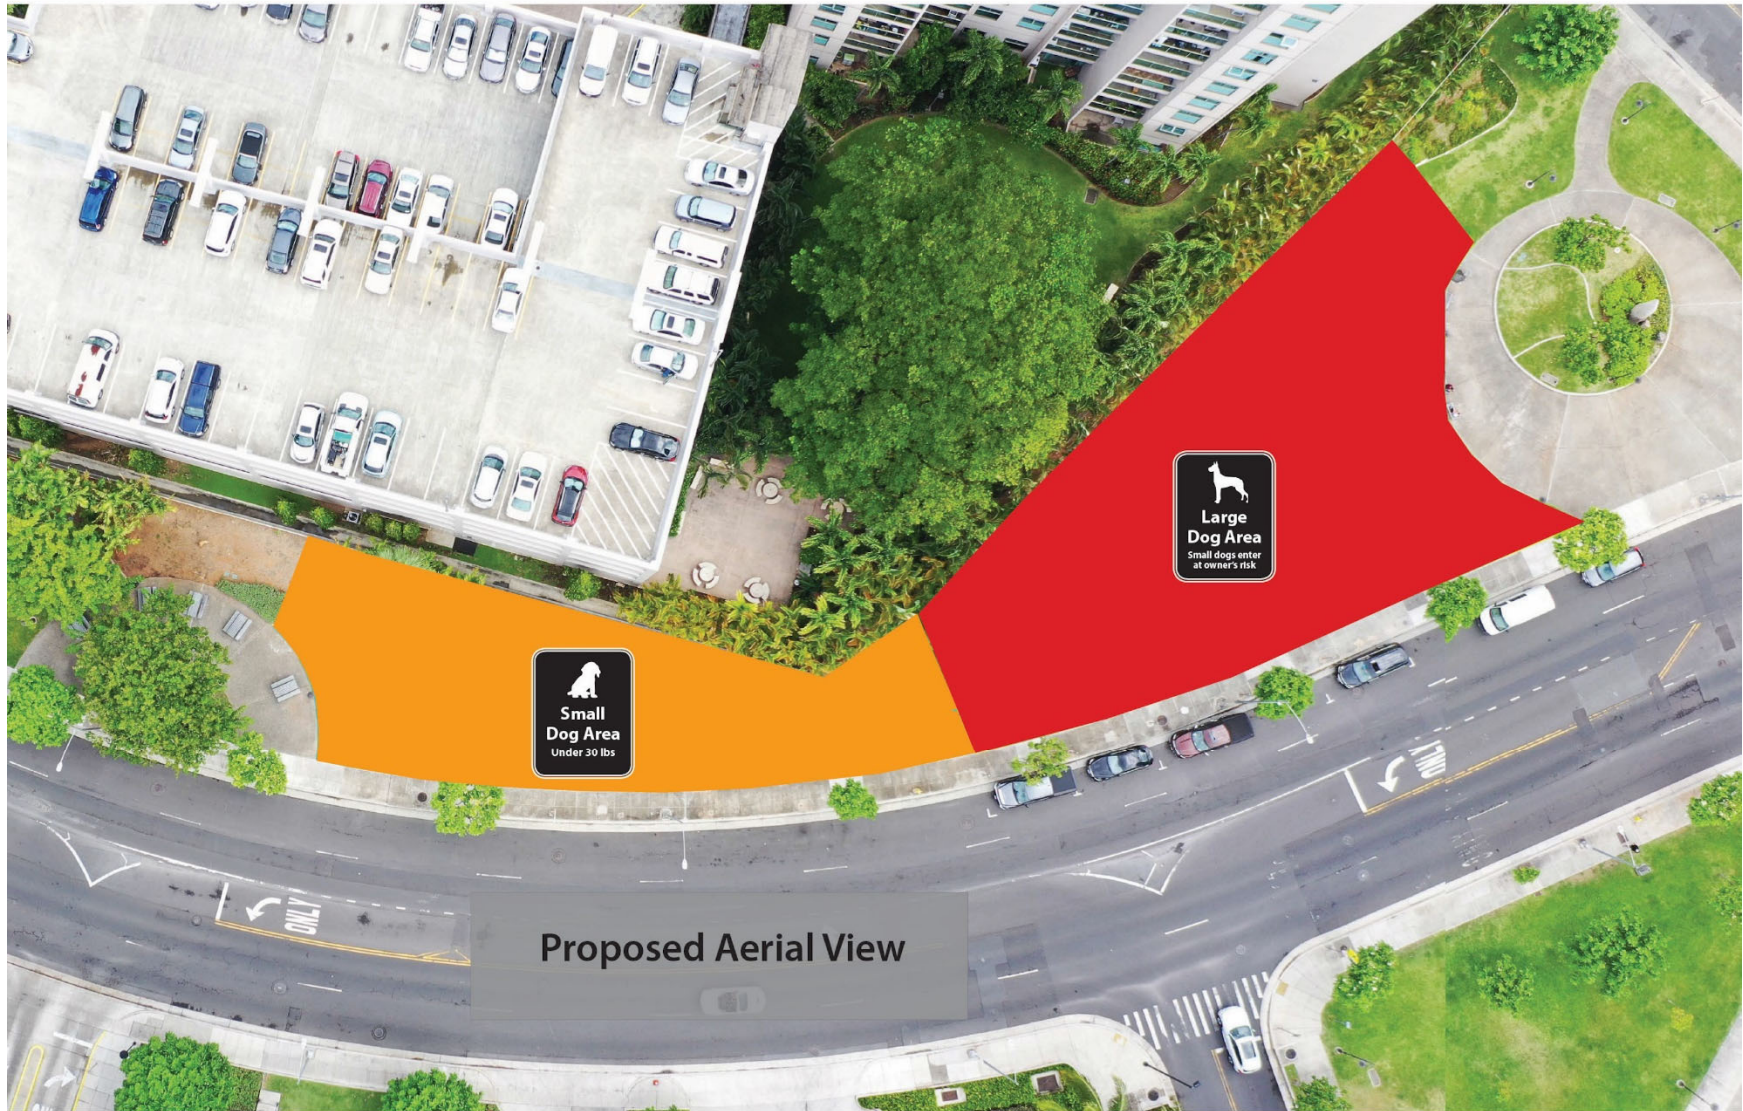 Large
Dog Area
Small dogs enter
at owner's risk
Small
Dog Area
Under 30 lbs
ONLY
ONLY
Proposed Aerial View